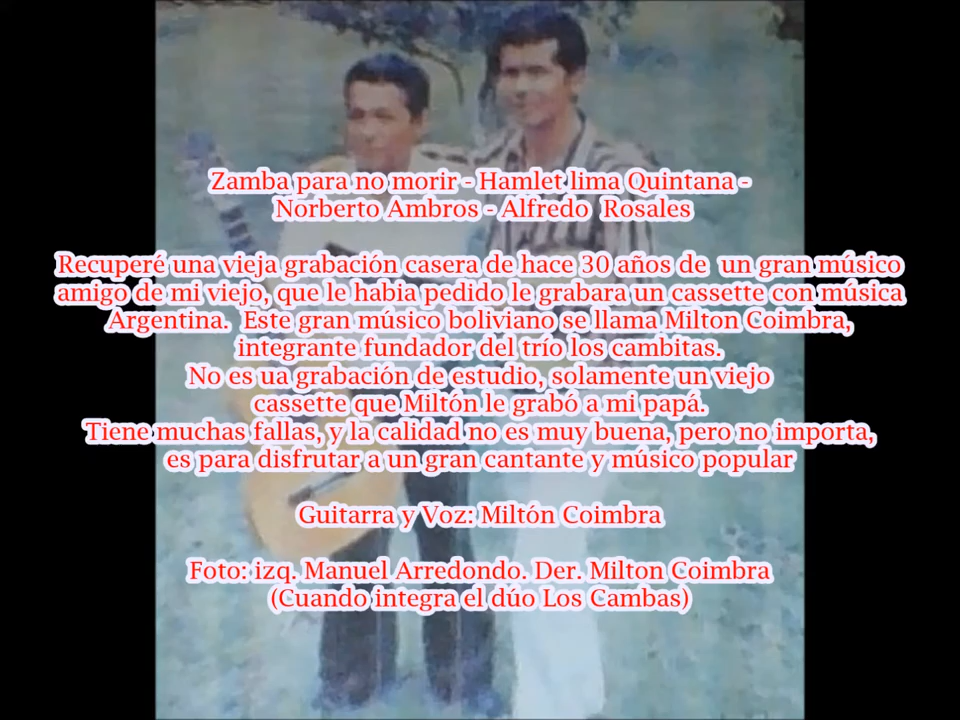 Zamba para no morir - Hamlet lima Quintana -
Norberto Ambros - Alfredo Rosales
Recuperé una vieja grabación casera de hace 30 años de un gran músico
amigo de mi viejo, que le habia pedido le grabara un cassette con música
Argentina. Este gran músico boliviano se llama Milton Coimbra,
integrante fundador del trío los cambitas.
No es ua grabación de estudio, solamente un viejo
cassette que Miltón le grabó a mi papá.
Tiene muchas fallas, y la calidad no es muy buena, pero no importa,
es para disfrutar a un gran cantante y músico popular
Guitarra y Voz: Miltón Coimbra
Foto: izq. Manuel Arredondo. Der. Milton Coimbra
(Cuando integra el dúo Los Cambas)